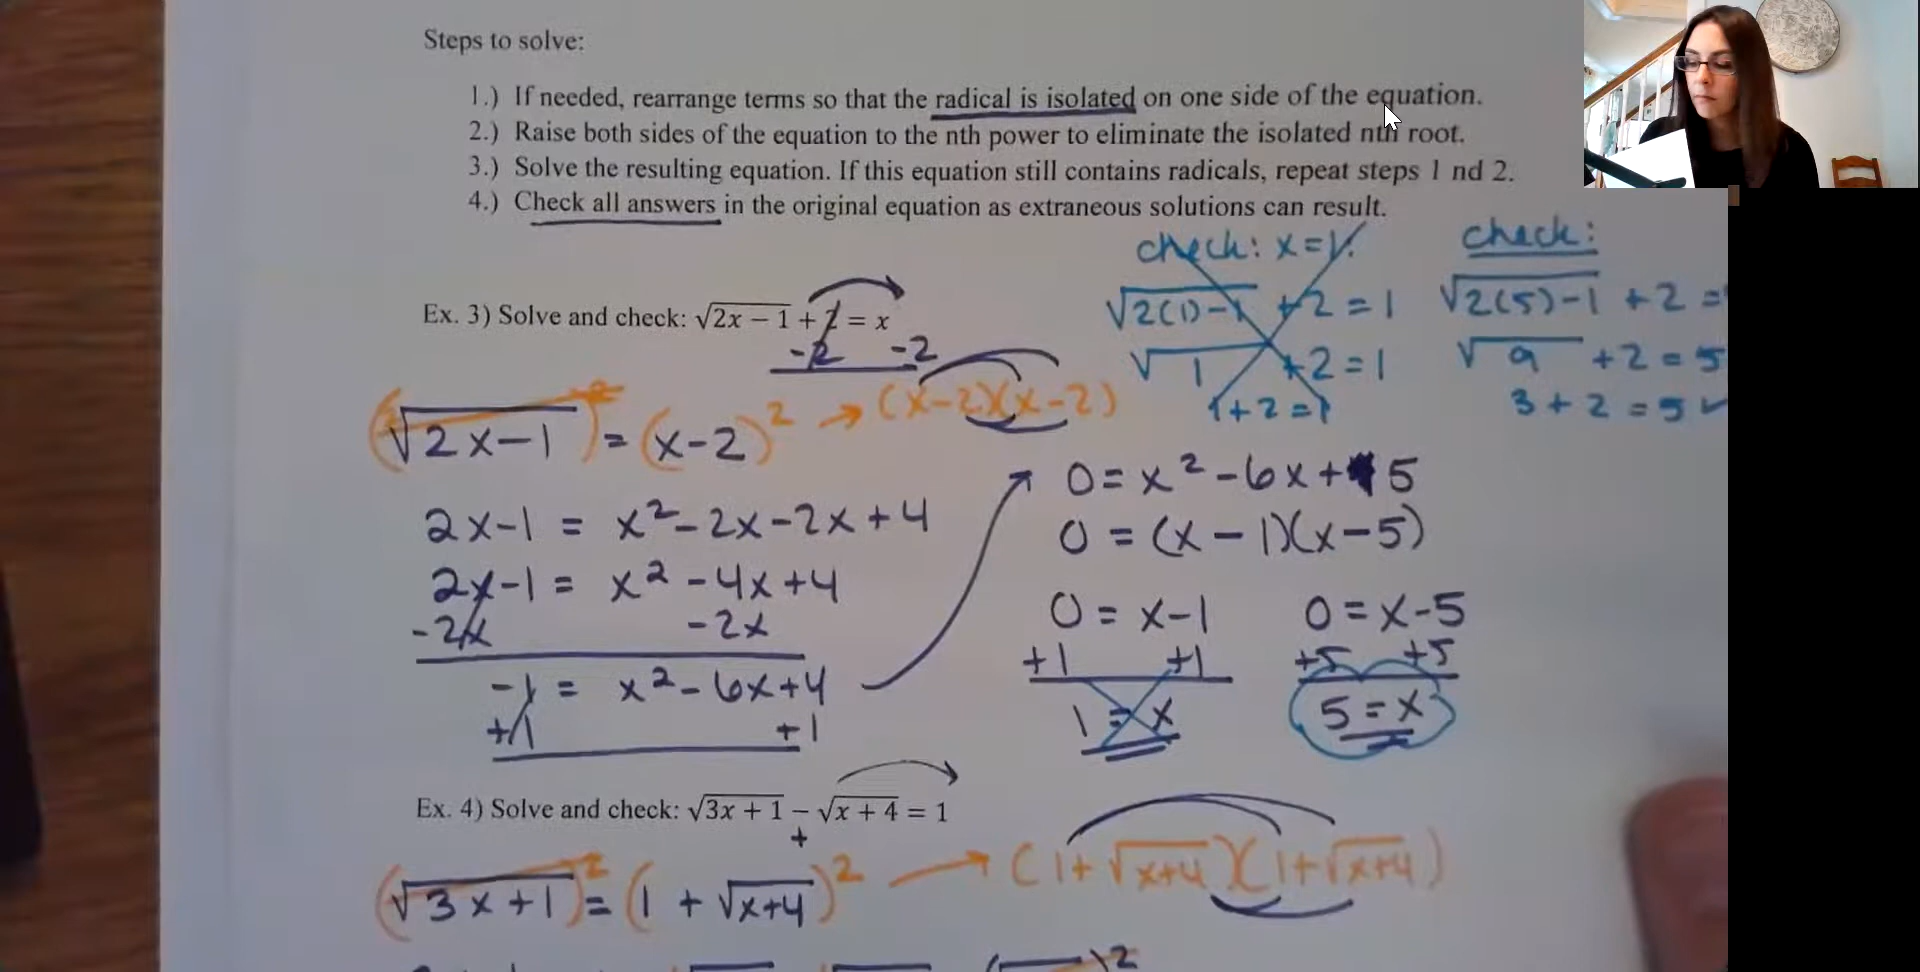 Steps to solve:
1.) If needed, rearrange terms so that the radical is isolated on one side of the equation.
2.) Raise both sides of the equation to the nth power to eliminate the isolated nth root.
3.) Solve the resulting equation. If this equation still contains radicals, repeat steps 1 nd 2.
4.) Check all answers in the original equation as extraneous solutions can result.
Ex. 3) Solve and check: √(2x − 1) + 2 = x
-2 -2
(√(2x-1))² = (x-2)² → (x-2)(x-2)
2x-1 = x²-2x-2x+4
2x-1 = x²-4x+4
-2x -2x
-1 = x²-6x+4
+1 +1
0 = x²-6x+5
0 = (x-1)(x-5)
0 = x-1
+1 +1
1 = x
0 = x-5
+5 +5
5 = x
check: x=1.
√(2(1)-1) +2 = 1
√1 +2 = 1
1+2=1
check:
√(2(5)-1) + 2 =
√9 +2 = 5
3 + 2 = 5 ✓
Ex. 4) Solve and check: √(3x + 1) − √(x + 4) = 1
+
(√(3x+1))² = (1 + √(x+4))² → (1+√(x+4))(1+√(x+4))